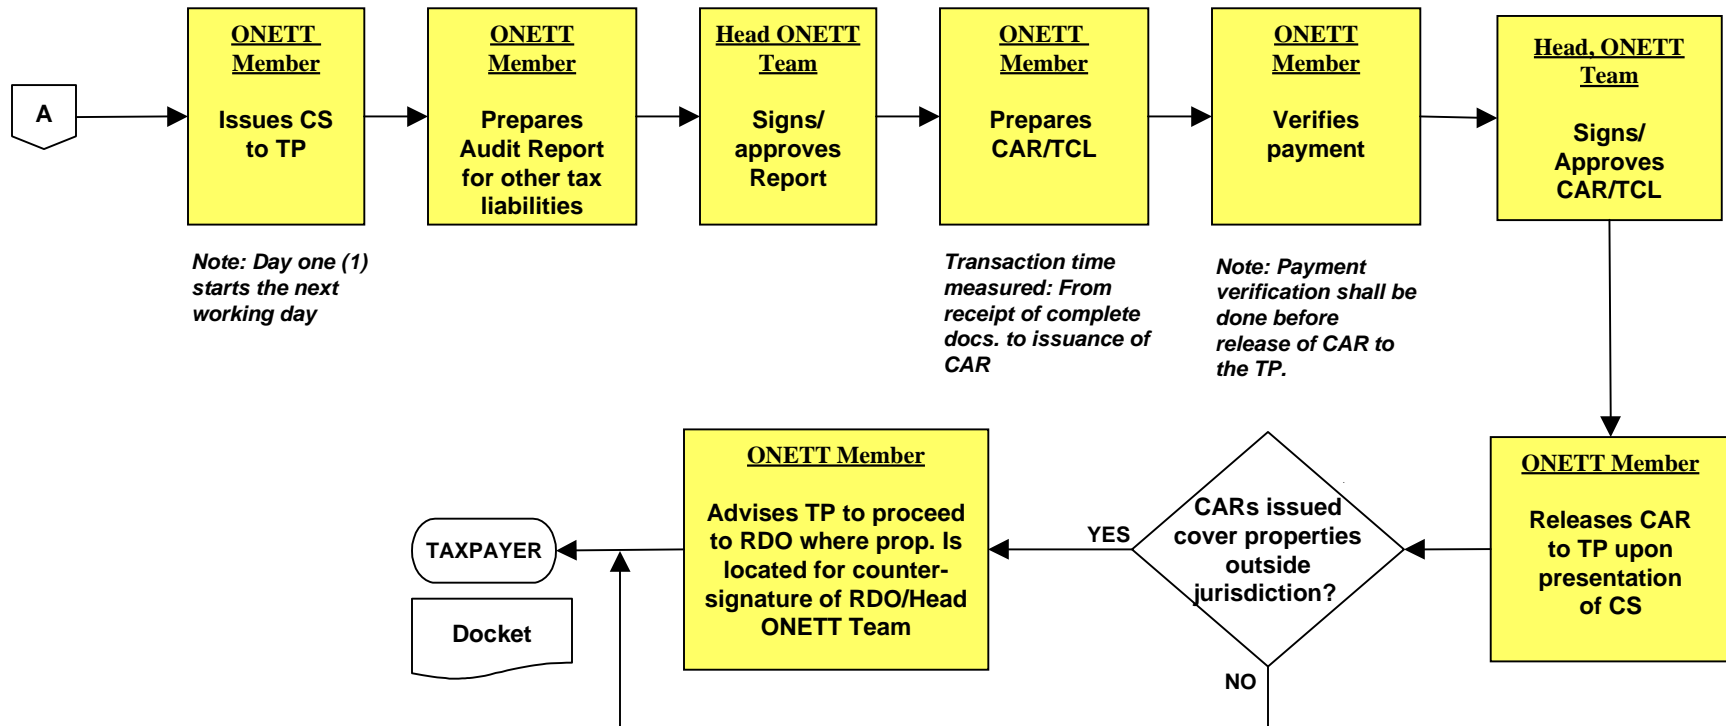 A
ONETT
Member
Issues CS
to TP
ONETT
Member
Prepares
Audit Report
for other tax
liabilities
Head ONETT
Team
Signs/
approves
Report
ONETT
Member
Prepares
CAR/TCL
ONETT
Member
Verifies
payment
Head, ONETT
Team
Signs/
Approves
CAR/TCL
Note: Day one (1)
starts the next
working day
Transaction time
measured: From
receipt of complete
docs. to issuance of
CAR
Note: Payment
verification shall be
done before
release of CAR to
the TP.
ONETT Member
Releases CAR
to TP upon
presentation
of CS
CARs issued
cover properties
outside
jurisdiction?
YES
NO
ONETT Member
Advises TP to proceed
to RDO where prop. Is
located for counter-
signature of RDO/Head
ONETT Team
TAXPAYER
Docket